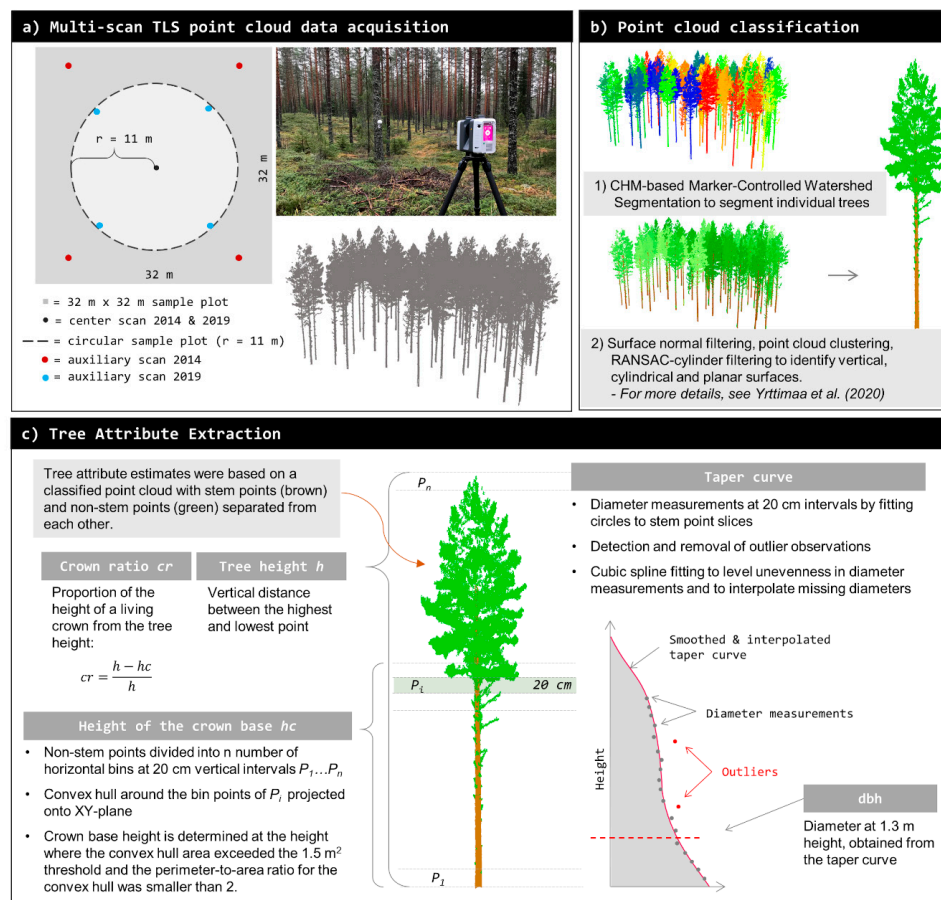 a) Multi-scan TLS point cloud data acquisition
r = 11 m
32 m
32 m
= 32 m x 32 m sample plot
= center scan 2014 & 2019
= circular sample plot (r = 11 m)
= auxiliary scan 2014
= auxiliary scan 2019
b) Point cloud classification
1) CHM-based Marker-Controlled Watershed
Segmentation to segment individual trees
2) Surface normal filtering, point cloud clustering,
RANSAC-cylinder filtering to identify vertical,
cylindrical and planar surfaces.
- For more details, see Yrttimaa et al. (2020)
c) Tree Attribute Extraction
Tree attribute estimates were based on a
classified point cloud with stem points (brown)
and non-stem points (green) separated from
each other.
Crown ratio cr
Proportion of the
height of a living
crown from the tree
height:
cr = (h − hc) / h
Tree height h
Vertical distance
between the highest
and lowest point
Height of the crown base hc
• Non-stem points divided into n number of
horizontal bins at 20 cm vertical intervals P1…Pn
• Convex hull around the bin points of Pi projected
onto XY-plane
• Crown base height is determined at the height
where the convex hull area exceeded the 1.5 m²
threshold and the perimeter-to-area ratio for the
convex hull was smaller than 2.
Pn
Pi
20 cm
P1
Taper curve
• Diameter measurements at 20 cm intervals by fitting
circles to stem point slices
• Detection and removal of outlier observations
• Cubic spline fitting to level unevenness in diameter
measurements and to interpolate missing diameters
Smoothed & interpolated
taper curve
Diameter measurements
Outliers
Height
dbh
Diameter at 1.3 m
height, obtained from
the taper curve